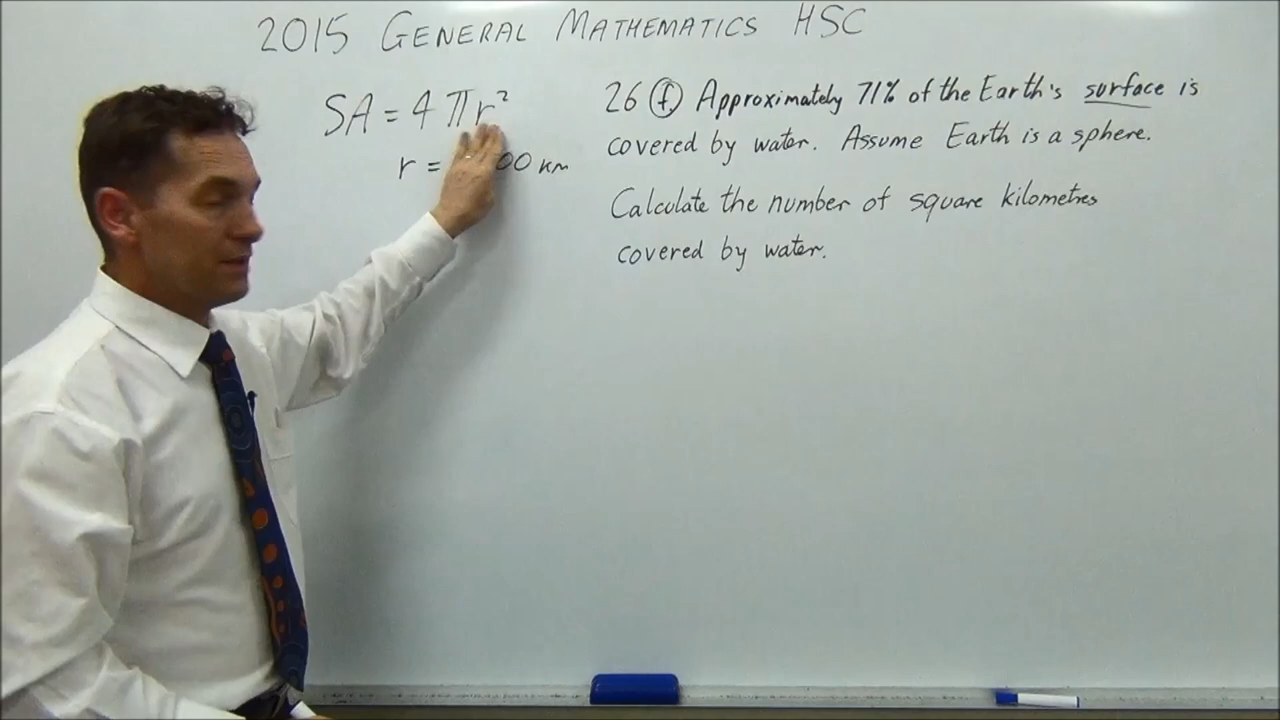 2015 GENERAL MATHEMATICS HSC
SA = 4πr²
r = 00 km
26 (f) Approximately 71% of the Earth's surface is
covered by water. Assume Earth is a sphere.
Calculate the number of square kilometres
covered by water.